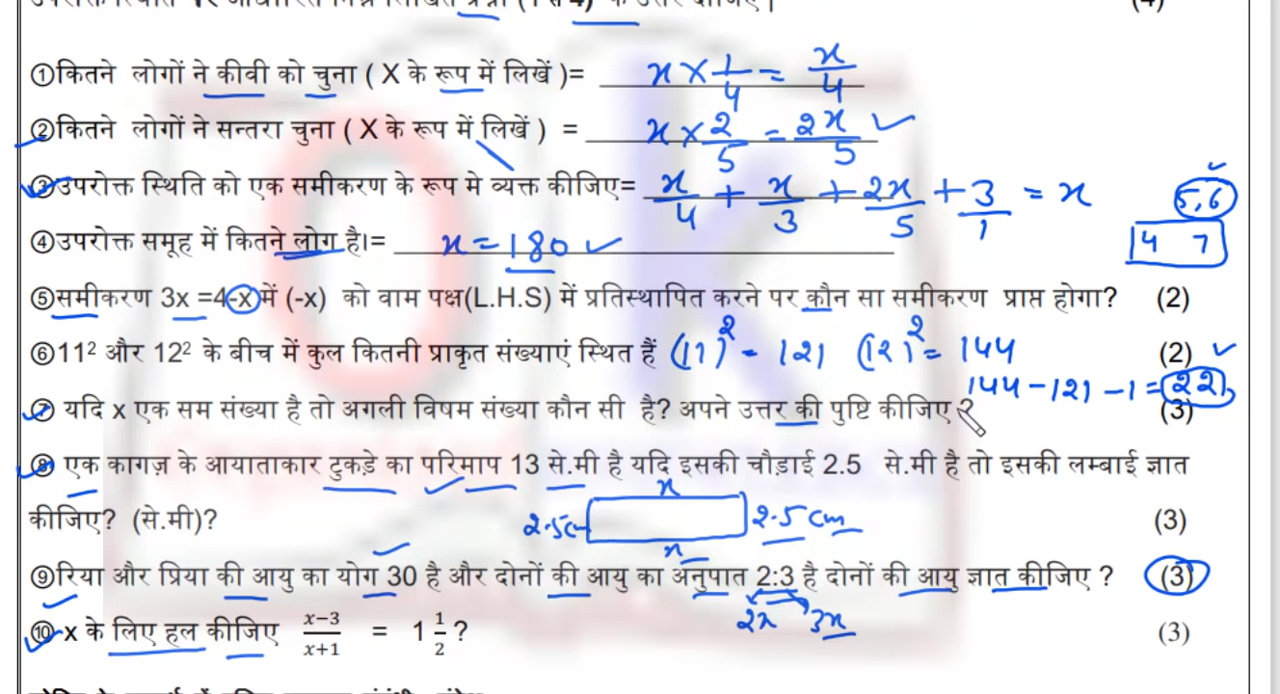 ①कितने लोगों ने कीवी को चुना ( X के रूप में लिखें )= x × 1/4 = x/4
②कितने लोगों ने सन्तरा चुना ( X के रूप में लिखें ) = x × 2/5 = 2x/5
③उपरोक्त स्थिति को एक समीकरण के रूप मे व्यक्त कीजिए= x/4 + x/3 + 2x/5 + 3/1 = x 5,6
④उपरोक्त समूह में कितने लोग है।= x = 180 4 7
⑤समीकरण 3x =4-x में (-x) को वाम पक्ष(L.H.S) में प्रतिस्थापित करने पर कौन सा समीकरण प्राप्त होगा? (2)
⑥11² और 12² के बीच में कुल कितनी प्राकृत संख्याएं स्थित हैं (11)² - 121 (12)² = 144 (2)
144 - 121 - 1 = 22
⑦ यदि x एक सम संख्या है तो अगली विषम संख्या कौन सी है? अपने उत्तर की पुष्टि कीजिए ? (3)
⑧ एक कागज़ के आयाताकार टुकड़े का परिमाप 13 से.मी है यदि इसकी चौड़ाई 2.5 से.मी है तो इसकी लम्बाई ज्ञात
x
कीजिए? (से.मी)? 2.5c 2.5 cm (3)
x
⑨रिया और प्रिया की आयु का योग 30 है और दोनों की आयु का अनुपात 2:3 है दोनों की आयु ज्ञात कीजिए ? (3)
2x 3x
⑩ x के लिए हल कीजिए x−3/x+1 = 1 1/2 ? (3)